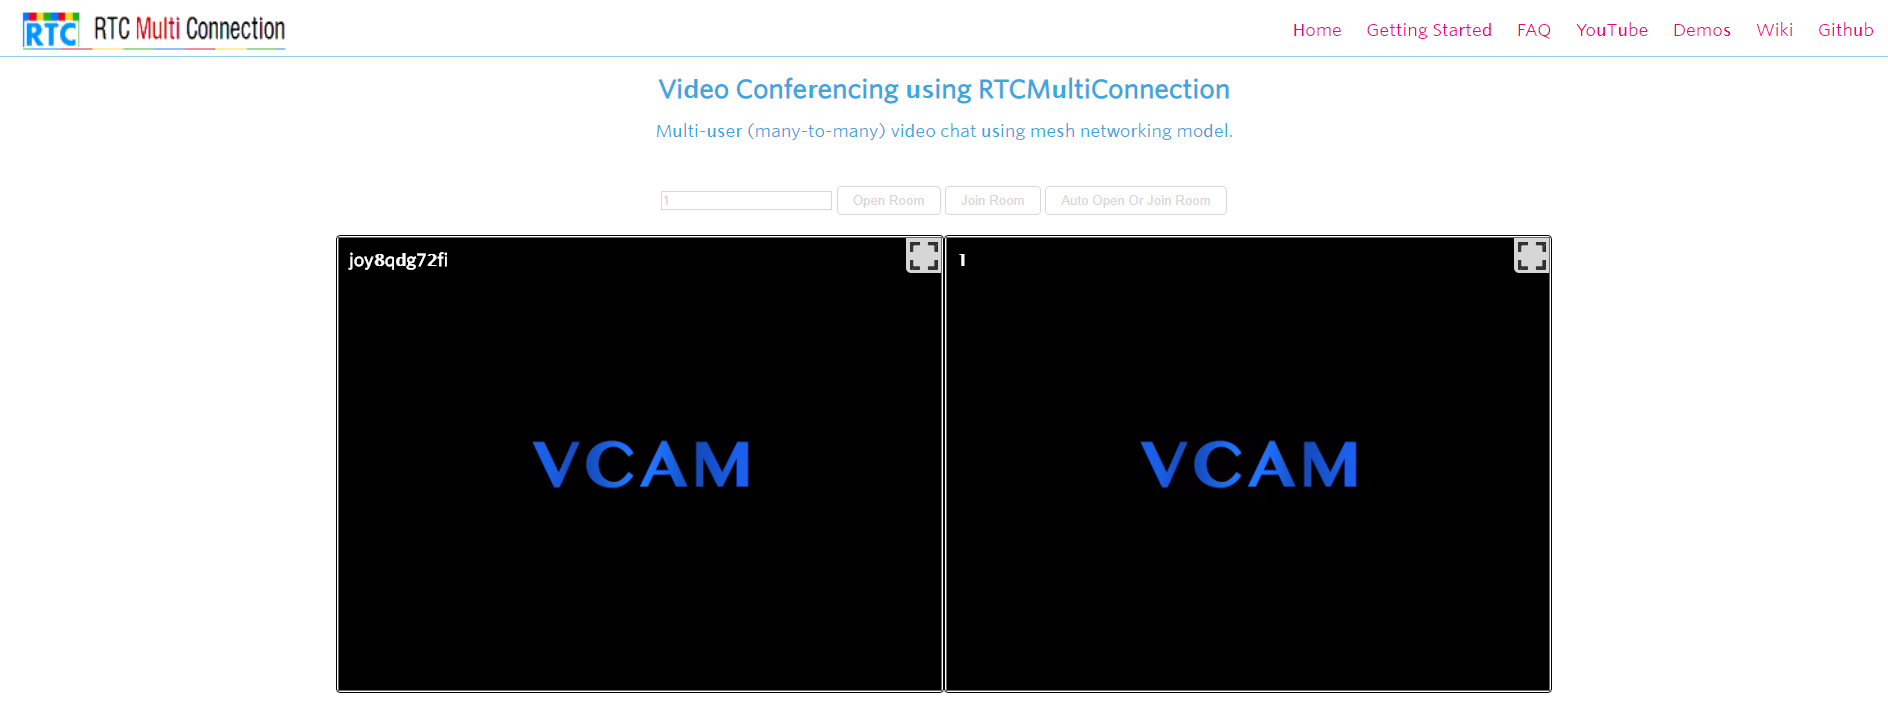 RTC RTC Multi Connection
Home Getting Started FAQ YouTube Demos Wiki Github
Video Conferencing using RTCMultiConnection
Multi-user (many-to-many) video chat using mesh networking model.
1 Open Room Join Room Auto Open Or Join Room
joy8qdg72fi
VCAM
1
VCAM